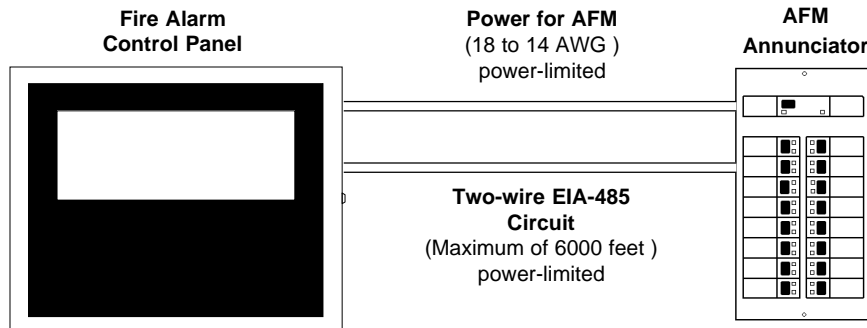 Fire Alarm
Control Panel
Power for AFM
(18 to 14 AWG )
power-limited
AFM
Annunciator
Two-wire EIA-485
Circuit
(Maximum of 6000 feet )
power-limited